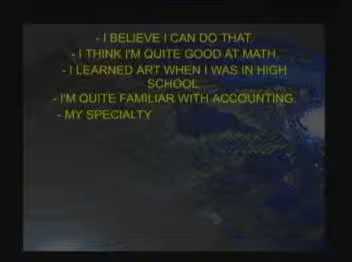 - I BELIEVE I CAN DO THAT.
- I THINK I'M QUITE GOOD AT MATH.
- I LEARNED ART WHEN I WAS IN HIGH
SCHOOL.
- I'M QUITE FAMILIAR WITH ACCOUNTING.
- MY SPECIALTY